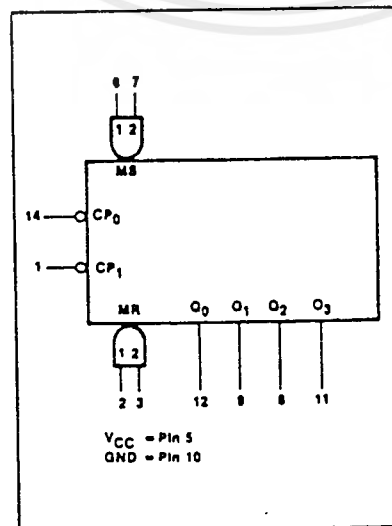 6 7
1 2
MS
14 CP0
1 CP1
MR Q0 Q1 Q2 Q3
1 2
2 3 12 9 8 11
VCC = Pin 5
GND = Pin 10